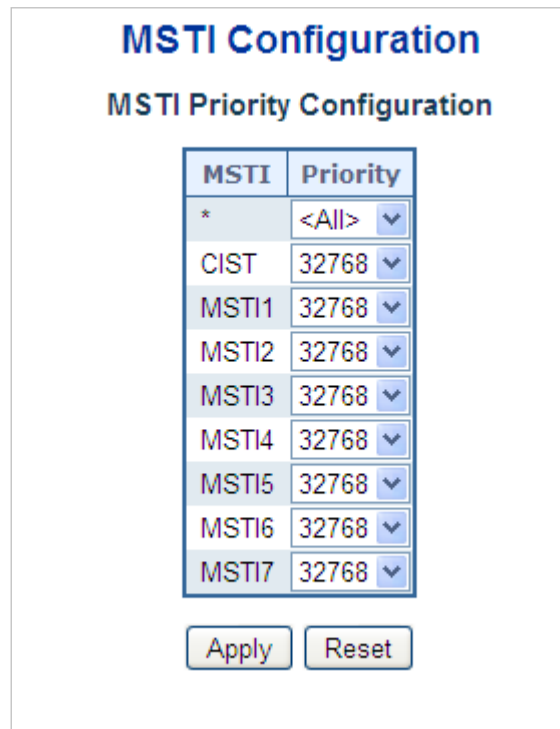 MSTI Configuration
MSTI Priority Configuration
MSTI Priority
* <All>
CIST 32768
MSTI1 32768
MSTI2 32768
MSTI3 32768
MSTI4 32768
MSTI5 32768
MSTI6 32768
MSTI7 32768
Apply Reset